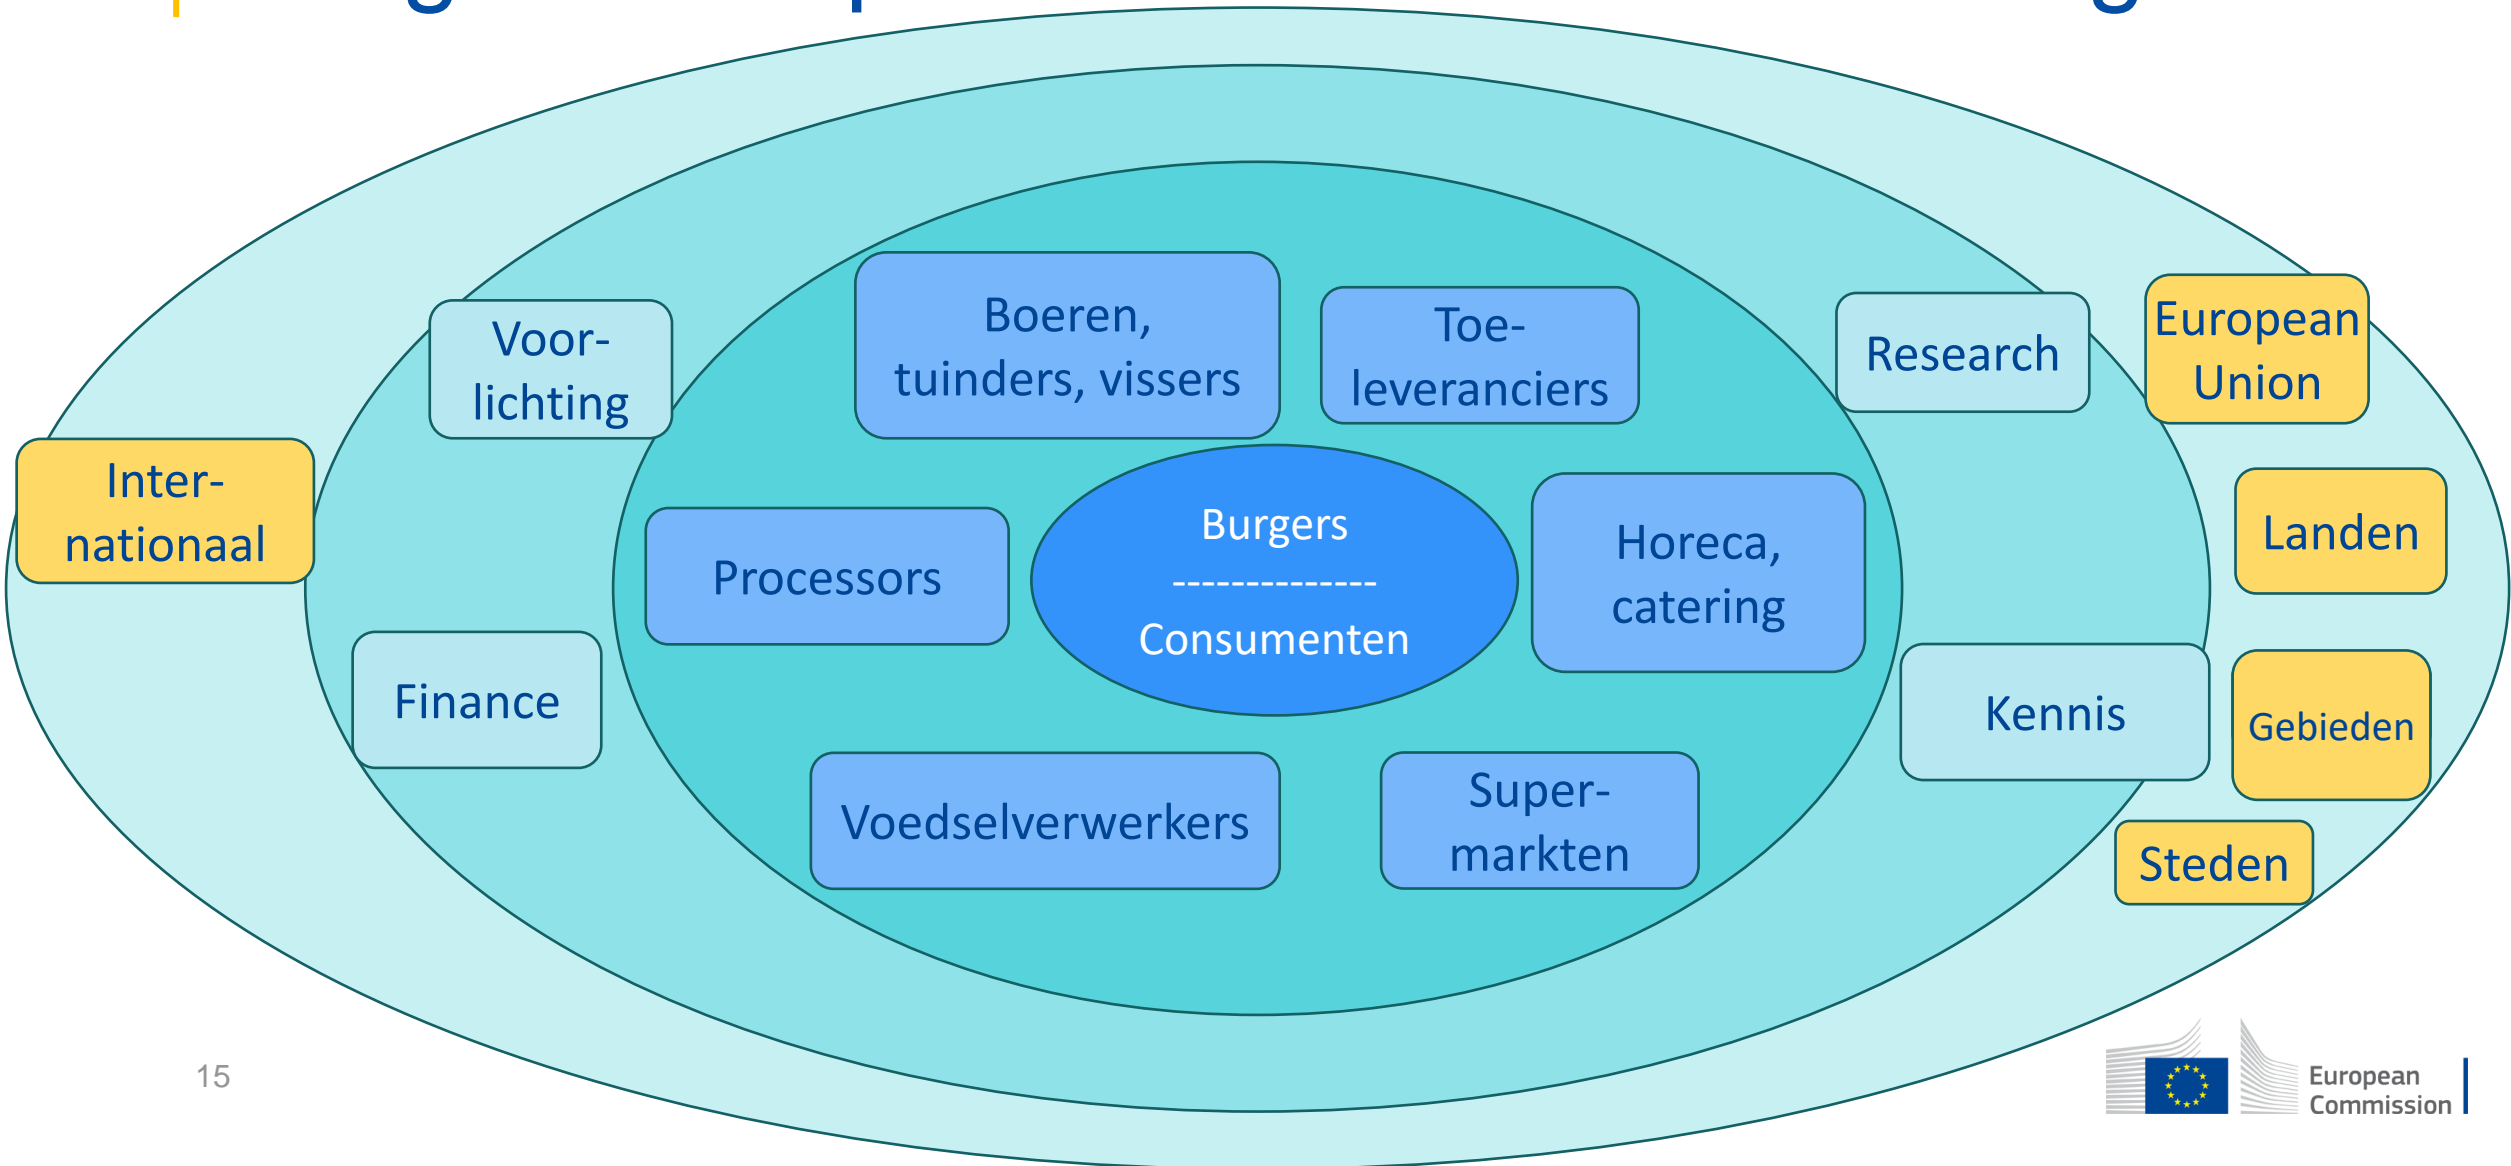 Boeren,
tuinders, vissers
Toe-
leveranciers
Voor-
lichting
Research
European
Union
Inter-
nationaal
Landen
Burgers
--------------
Consumenten
Processors
Horeca,
catering
Finance
Kennis
Gebieden
Voedselverwerkers
Super-
markten
Steden
15
European
Commission